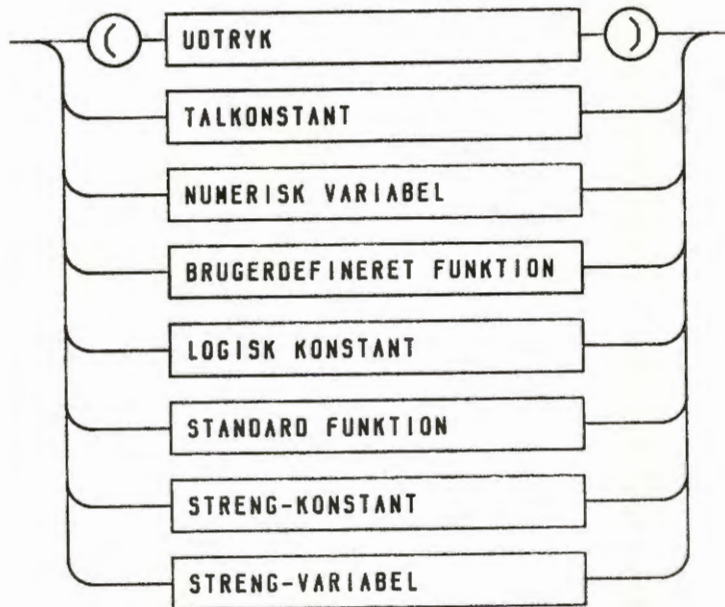 ( UDTRYK )
TALKONSTANT
NUMERISK VARIABEL
BRUGERDEFINERET FUNKTION
LOGISK KONSTANT
STANDARD FUNKTION
STRENG-KONSTANT
STRENG-VARIABEL